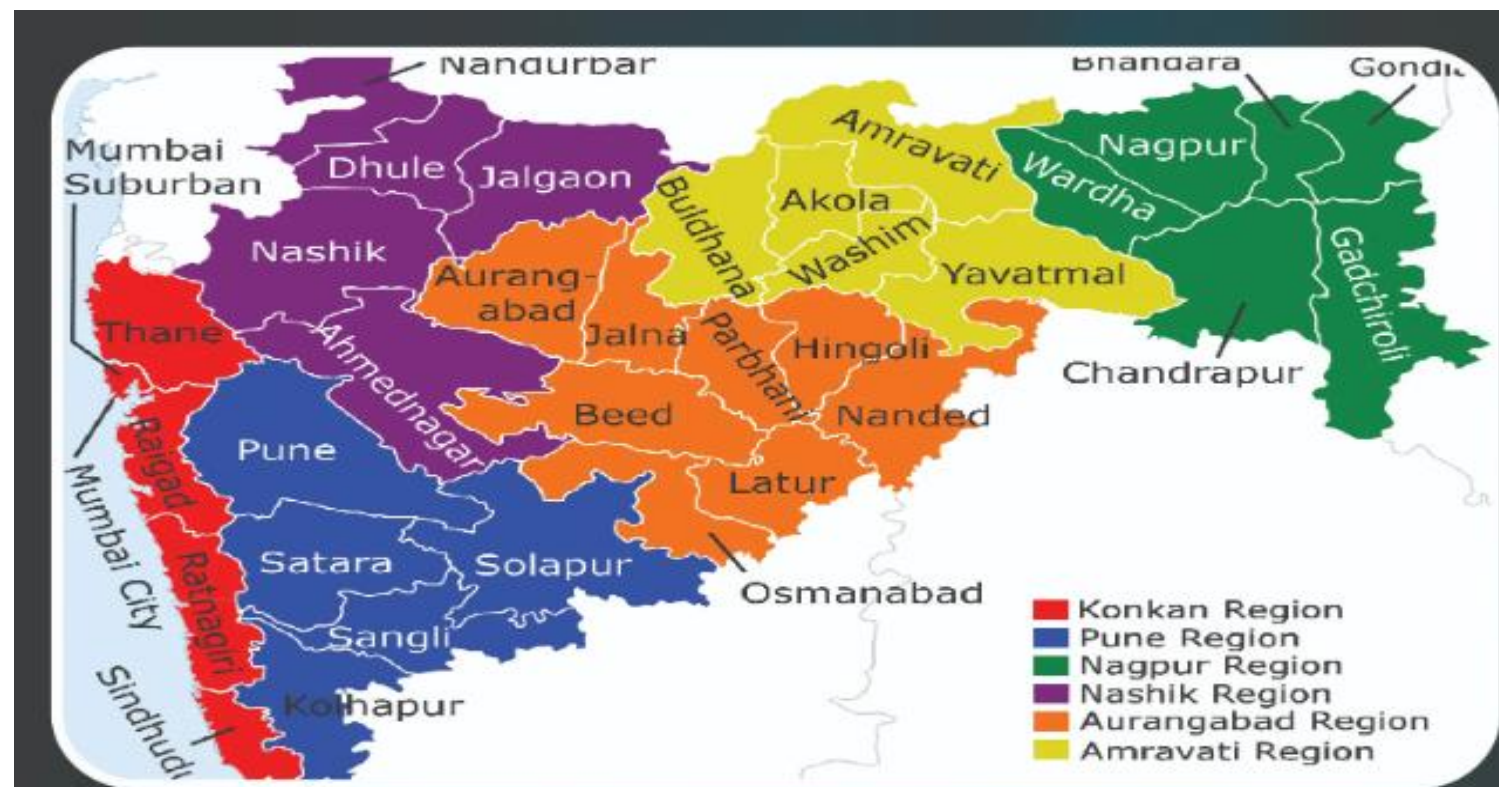 Nandurbar
Bhandara
Gondi
Mumbai
Suburban
Dhule
Jalgaon
Amravati
Nagpur
Wardha
Buldhana
Akola
Washim
Nashik
Aurang-
abad
Yavatmal
Gadchiroli
Thane
Ahmednagar
Jalna
Parbhani
Hingoli
Chandrapur
Beed
Nanded
Raigad
Pune
Latur
Mumbai City
Ratnagiri
Satara
Solapur
Osmanabad
Sangli
Sindhudu
Kolhapur
Konkan Region
Pune Region
Nagpur Region
Nashik Region
Aurangabad Region
Amravati Region